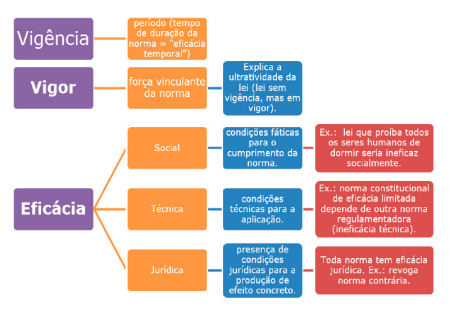 Vigência
período (tempo
de duração da
norma = "eficácia
temporal")
Vigor
força vinculante
da norma
Explica a
ultratividade da
lei (lei sem
vigência, mas em
vigor).
Eficácia
Social
condições fáticas
para o
cumprimento da
norma.
Ex.: lei que proíba todos
os seres humanos de
dormir seria ineficaz
socialmente.
Técnica
condições
técnicas para a
aplicação.
Ex.: norma constitucional
de eficácia limitada
depende de outra norma
regulamentadora
(ineficácia técnica).
Jurídica
presença de
condições
jurídicas para a
produção de
efeito concreto.
Toda norma tem eficácia
jurídica. Ex.: revoga
norma contrária.